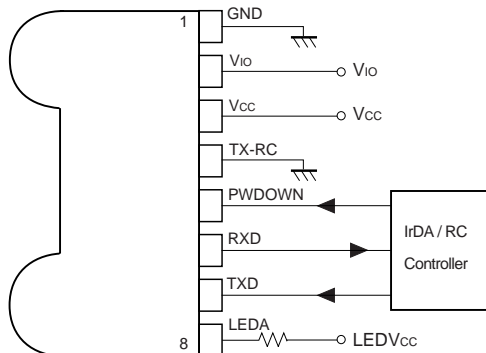 1 GND
VIO VIO
VCC VCC
TX-RC
PWDOWN
IrDA / RC
RXD
Controller
TXD
LEDA
8 LEDVCC